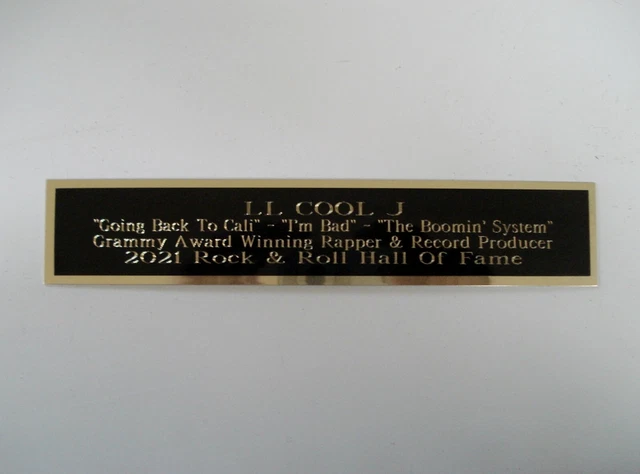 LL COOL J
"Going Back To Cali" - "I'm Bad" - "The Boomin' System"
Grammy Award Winning Rapper & Record Producer
2021 Rock & Roll Hall Of Fame